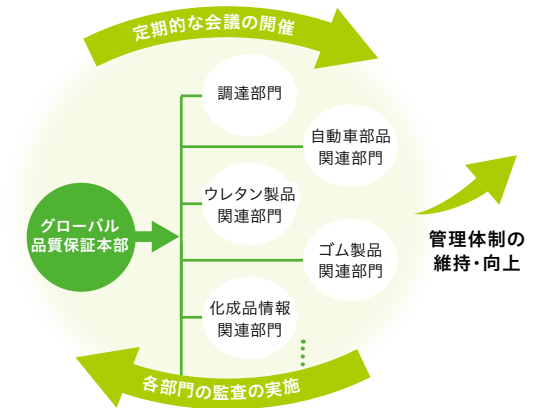 定期的な会議の開催
調達部門
自動車部品
関連部門
ウレタン製品
関連部門
グローバル
品質保証本部
ゴム製品
関連部門
管理体制の
維持・向上
化成品情報
関連部門
各部門の監査の実施